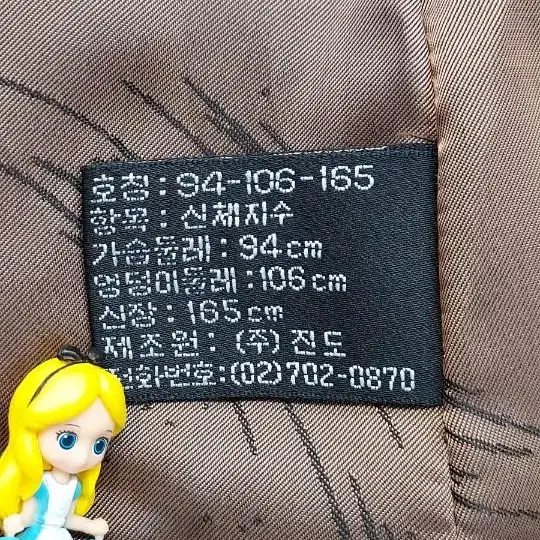 호칭 : 94-106-165
항목 : 신체지수
가슴둘레 : 94cm
엉덩이둘레 : 106cm
신장 : 165cm
제조원 : (주) 진도
전화번호 : (02)702-0870